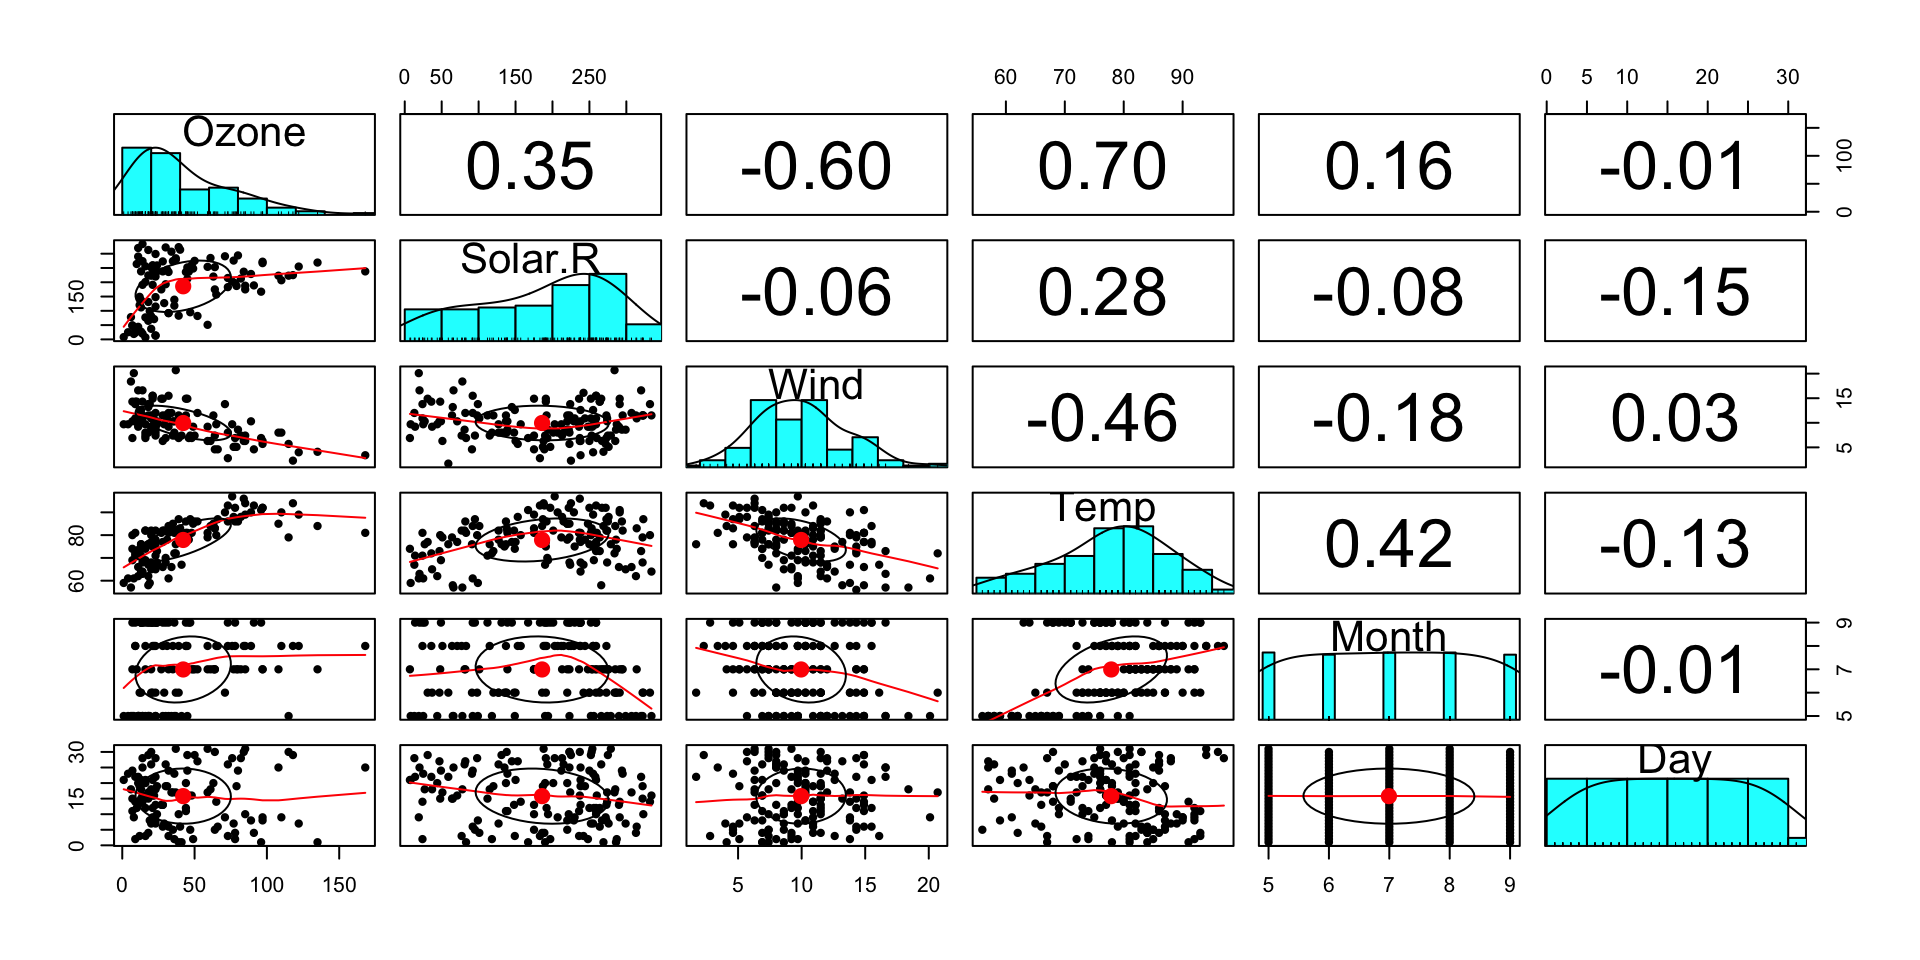 0 50 150 250 60 70 80 90 0 5 10 20 30
Ozone 0.35 -0.60 0.70 0.16 -0.01 0 100
0 150 Solar.R -0.06 0.28 -0.08 -0.15
Wind -0.46 -0.18 0.03 5 15
60 80 Temp 0.42 -0.13
Month -0.01 5 7 9
0 15 30 Day
0 50 100 150 5 10 15 20 5 6 7 8 9